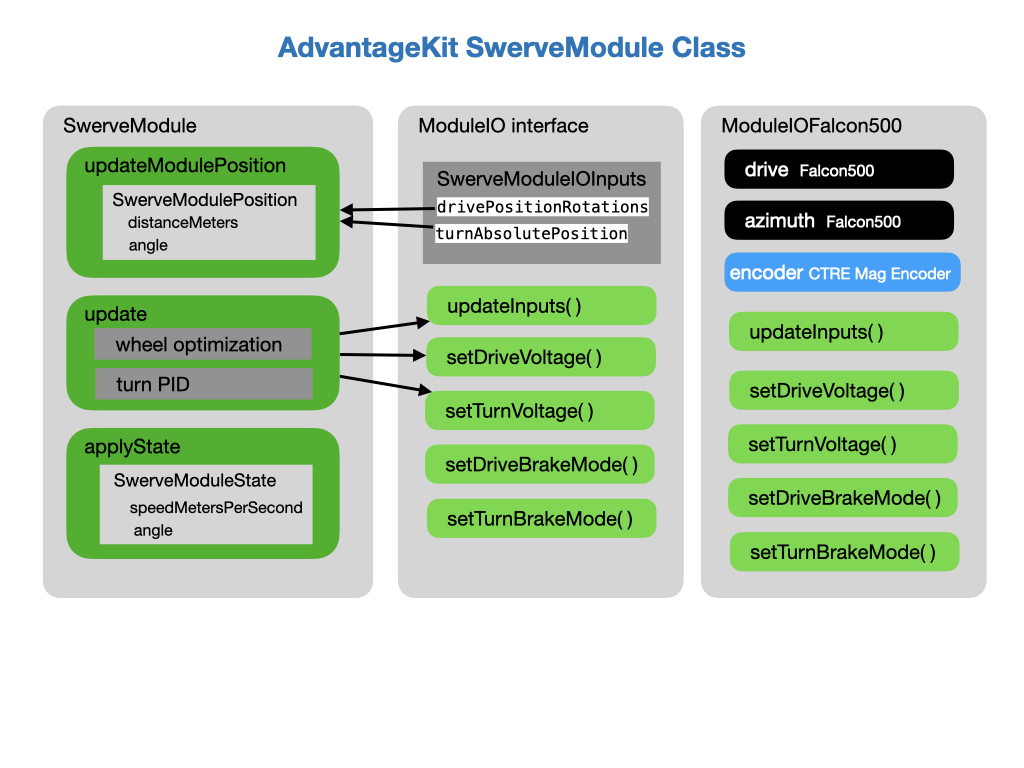 AdvantageKit SwerveModule Class
SwerveModule
updateModulePosition
SwerveModulePosition
distanceMeters
angle
update
wheel optimization
turn PID
applyState
SwerveModuleState
speedMetersPerSecond
angle
ModuleIO interface
SwerveModuleIOInputs
drivePositionRotations
turnAbsolutePosition
updateInputs( )
setDriveVoltage( )
setTurnVoltage( )
setDriveBrakeMode( )
setTurnBrakeMode( )
ModuleIOFalcon500
drive Falcon500
azimuth Falcon500
encoder CTRE Mag Encoder
updateInputs( )
setDriveVoltage( )
setTurnVoltage( )
setDriveBrakeMode( )
setTurnBrakeMode( )